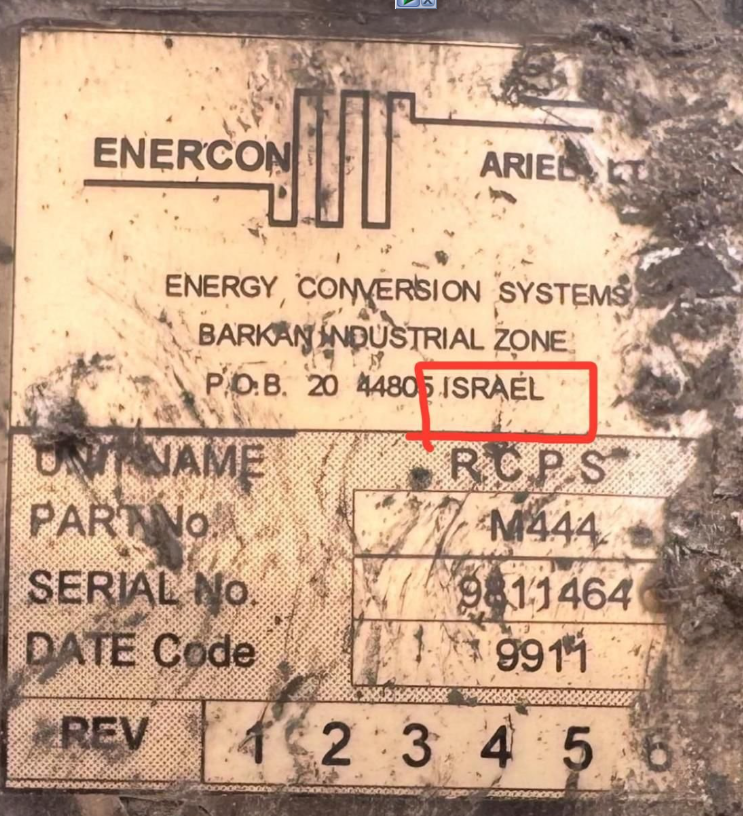 ENERCON ARIEL LT
ENERGY CONVERSION SYSTEMS
BARKAN INDUSTRIAL ZONE
P.O.B. 20 44805 ISRAEL
UNIT NAME R C P S
PART No. M444
SERIAL No. 9811464
DATE Code 9911
REV 1 2 3 4 5 6